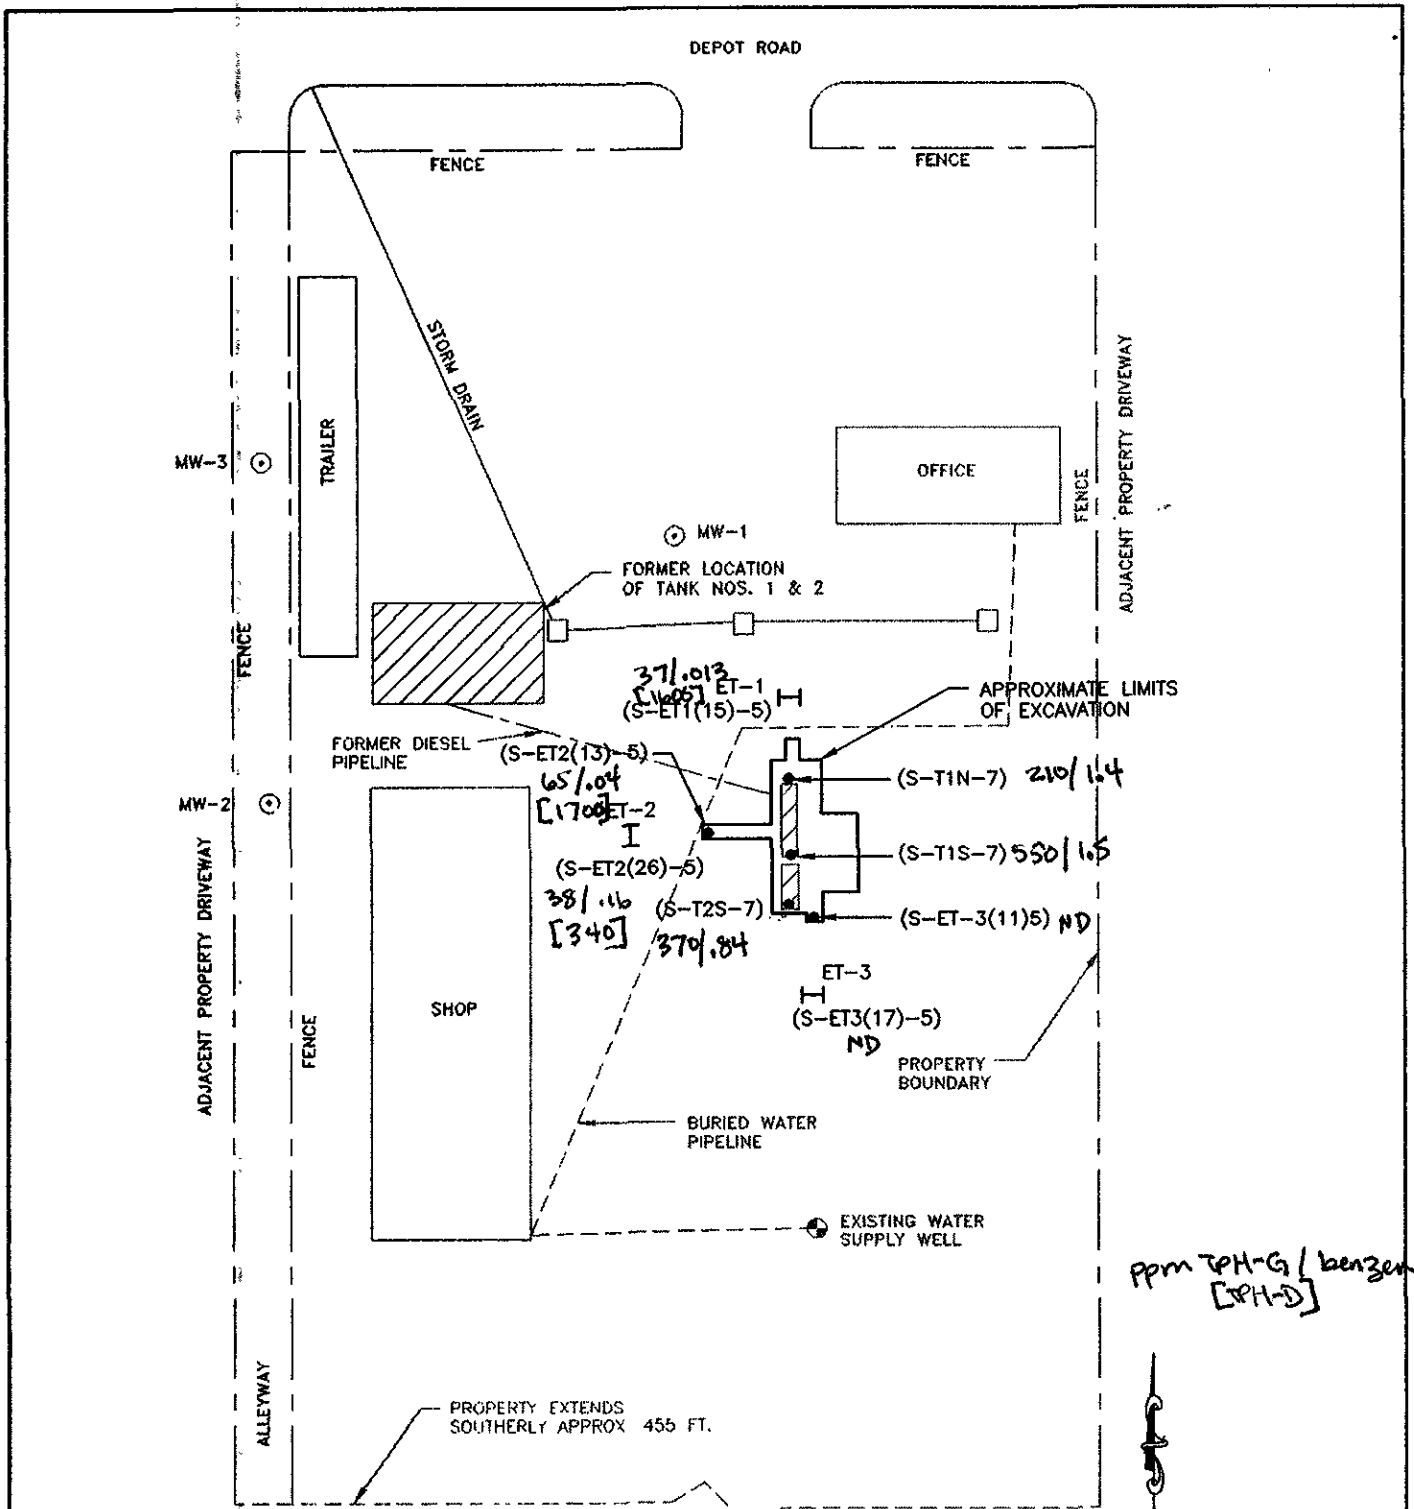 DEPOT ROAD
FENCE
FENCE
STORM DRAIN
TRAILER
MW-3
OFFICE
FENCE
ADJACENT PROPERTY DRIVEWAY
MW-1
FORMER LOCATION
OF TANK NOS. 1 & 2
FENCE
37/.013
ET-1
(S-ET1(15)-5)
APPROXIMATE LIMITS
OF EXCAVATION
FORMER DIESEL
PIPELINE
(S-ET2(13)-5)
65/.04
[1700]
ET-2
(S-T1N-7) 210/1.4
MW-2
(S-T1S-7) 550/1.5
(S-ET2(26)-5)
38/.16
[340]
(S-T2S-7)
370/.84
(S-ET-3(11)5) ND
ET-3
(S-ET3(17)-5)
ND
SHOP
ADJACENT PROPERTY DRIVEWAY
FENCE
PROPERTY
BOUNDARY
BURIED WATER
PIPELINE
EXISTING WATER
SUPPLY WELL
ppm TPH-G / benzen
[TPH-D]
ALLEYWAY
PROPERTY EXTENDS
SOUTHERLY APPROX 455 FT.